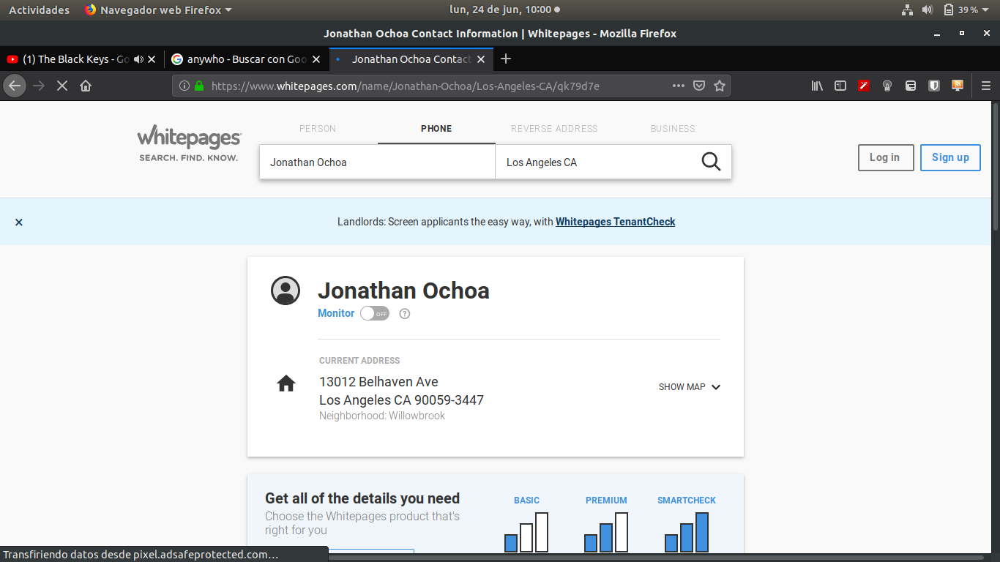 Actividades Navegador web Firefox lun, 24 de jun, 10:00 39 %
Jonathan Ochoa Contact Information | Whitepages - Mozilla Firefox
(1) The Black Keys - Go anywho - Buscar con Goo Jonathan Ochoa Contact
https://www.whitepages.com/name/Jonathan-Ochoa/Los-Angeles-CA/qk79d7e
whitepages
SEARCH. FIND. KNOW.
PERSON PHONE REVERSE ADDRESS BUSINESS
Jonathan Ochoa Los Angeles CA
Log in Sign up
Landlords: Screen applicants the easy way, with Whitepages TenantCheck
Jonathan Ochoa
Monitor OFF ?
CURRENT ADDRESS
13012 Belhaven Ave
Los Angeles CA 90059-3447
Neighborhood: Willowbrook
SHOW MAP
Get all of the details you need
Choose the Whitepages product that's
right for you
BASIC PREMIUM SMARTCHECK
Transfiriendo datos desde pixel.adsafeprotected.com…